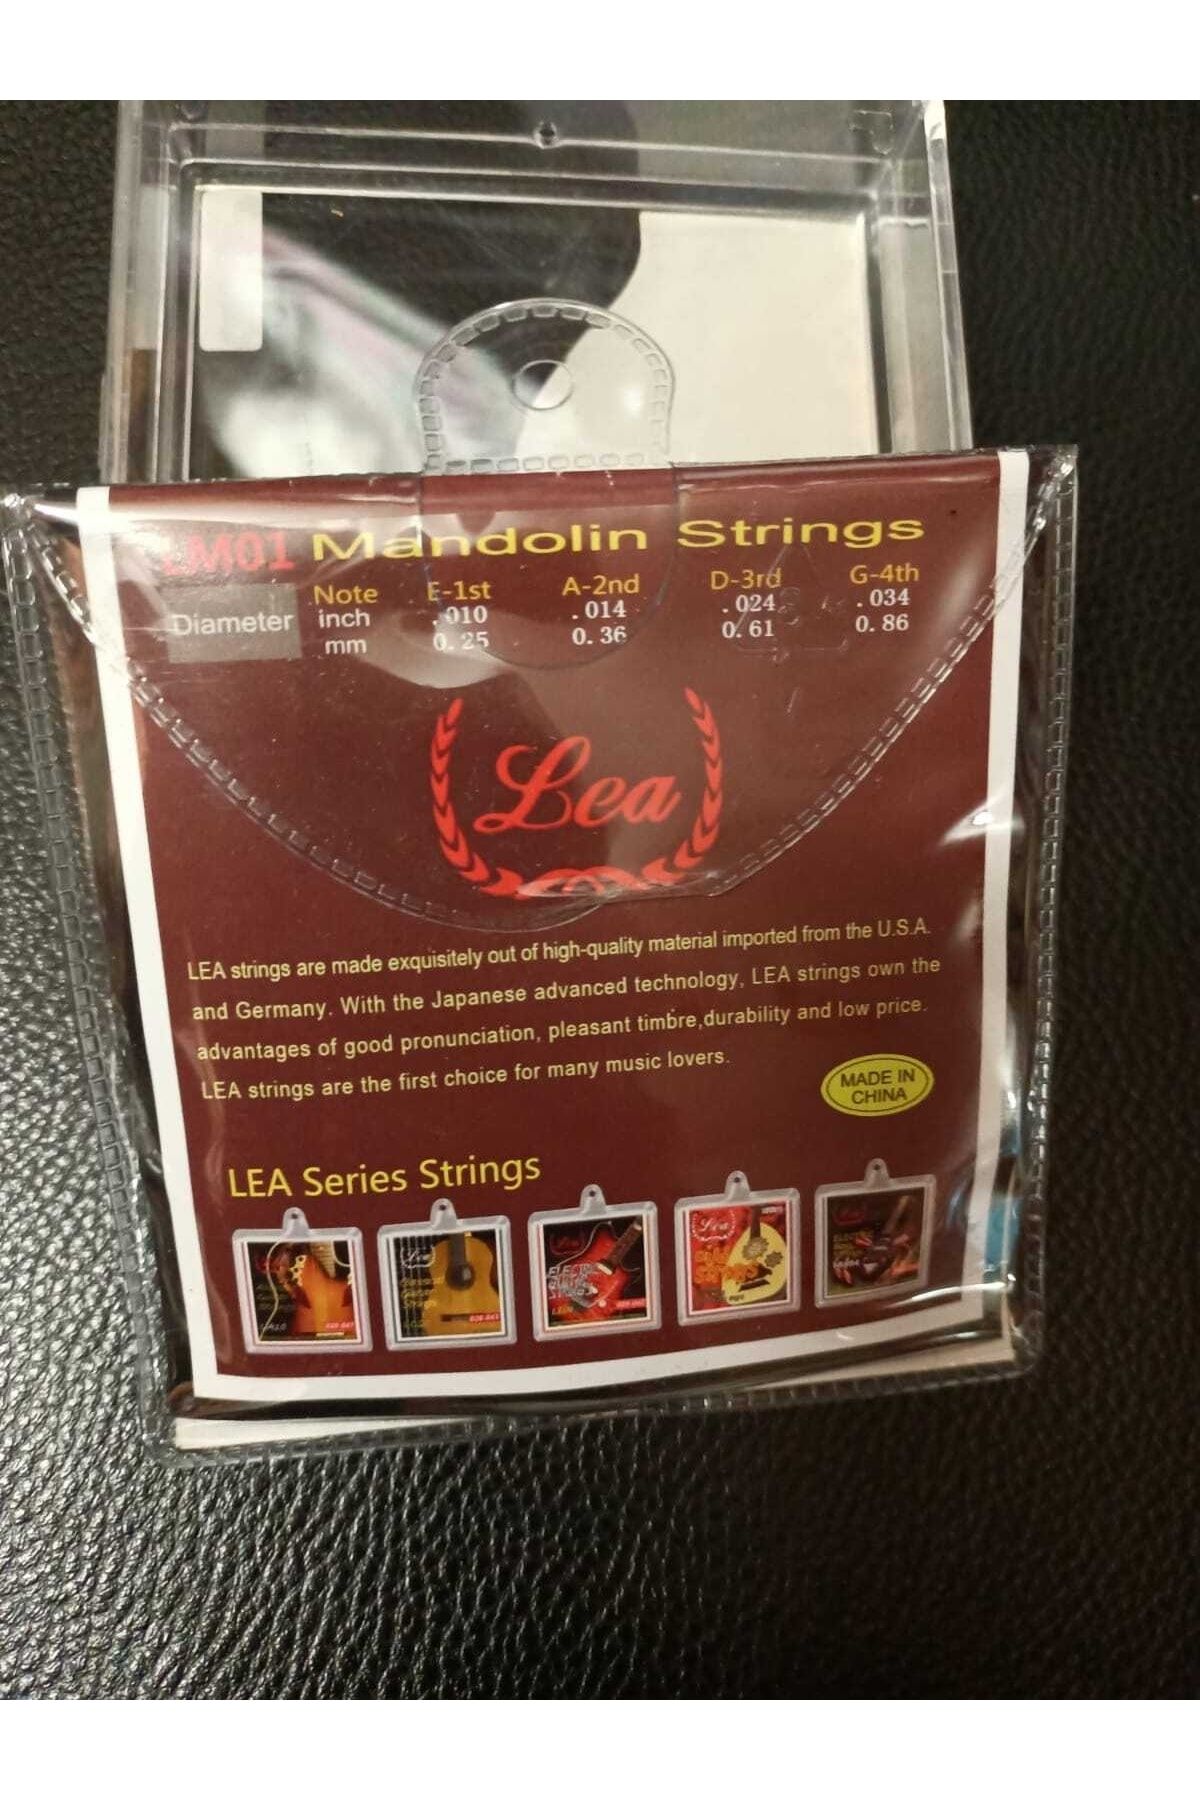 LM01 Mandolin Strings
Note E-1st A-2nd D-3rd G-4th
Diameter inch .010 .014 .024 .034
mm 0.25 0.36 0.61 0.86
Lea
LEA strings are made exquisitely out of high-quality material imported from the U.S.A.
and Germany. With the Japanese advanced technology, LEA strings own the
advantages of good pronunciation, pleasant timbre,durability and low price.
LEA strings are the first choice for many music lovers.
MADE IN
CHINA
LEA Series Strings
Lea
Lea